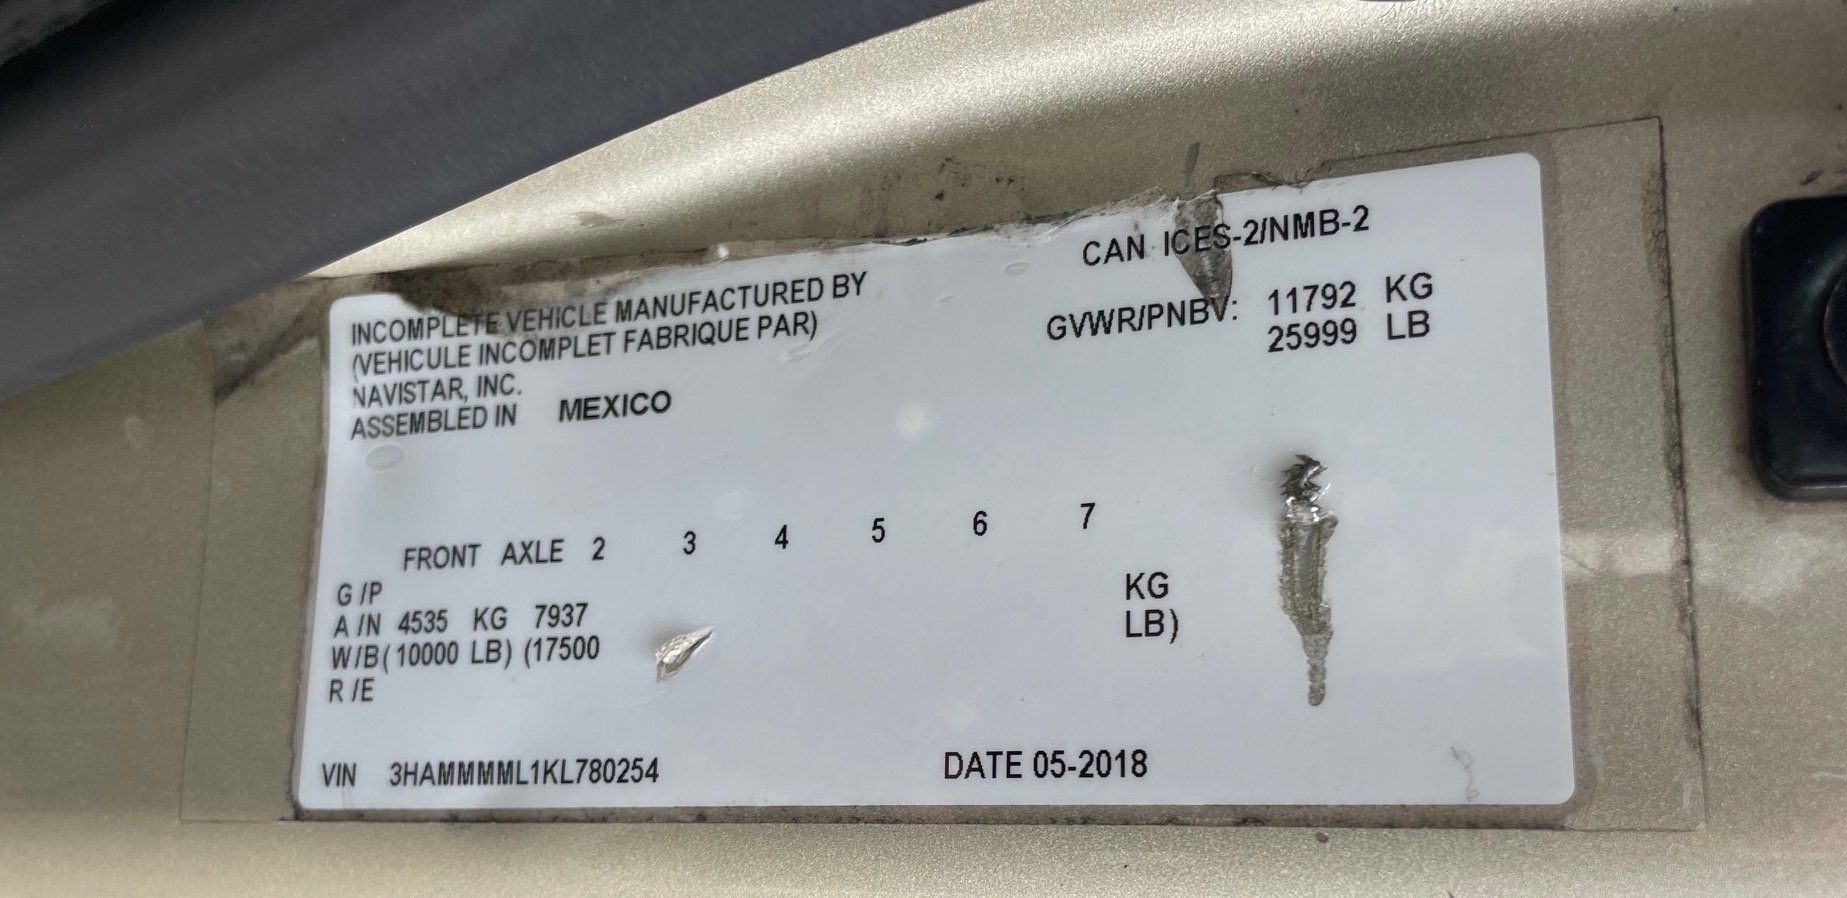 CAN ICES-2/NMB-2
INCOMPLETE VEHICLE MANUFACTURED BY
(VEHICULE INCOMPLET FABRIQUE PAR)
NAVISTAR, INC.
ASSEMBLED IN MEXICO
GVWR/PNBV: 11792 KG
25999 LB
FRONT AXLE 2 3 4 5 6 7
G/P
A/N 4535 KG 7937 KG
W/B (10000 LB) (17500 LB)
R/E
VIN 3HAMMMML1KL780254 DATE 05-2018